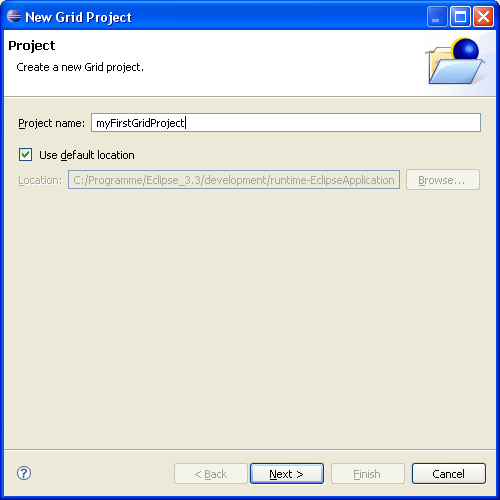 New Grid Project
Project
Create a new Grid project.
Project name: myFirstGridProject
Use default location
Location: C:/Programme/Eclipse_3.3/development/runtime-EclipseApplication Browse...
? < Back Next > Finish Cancel